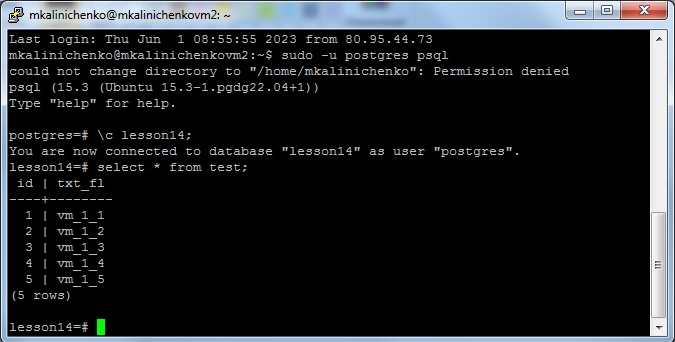 mkalinichenko@mkalinichenkovm2: ~
Last login: Thu Jun  1 08:55:55 2023 from 80.95.44.73
mkalinichenko@mkalinichenkovm2:~$ sudo -u postgres psql
could not change directory to "/home/mkalinichenko": Permission denied
psql (15.3 (Ubuntu 15.3-1.pgdg22.04+1))
Type "help" for help.

postgres=# \c lesson14;
You are now connected to database "lesson14" as user "postgres".
lesson14=# select * from test;
 id | txt_fl
----+--------
  1 | vm_1_1
  2 | vm_1_2
  3 | vm_1_3
  4 | vm_1_4
  5 | vm_1_5
(5 rows)

lesson14=#